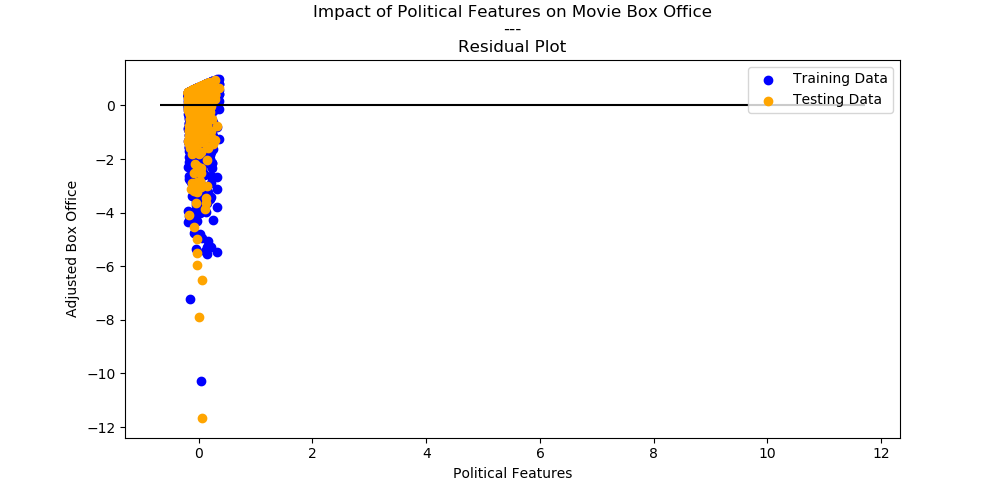 Impact of Political Features on Movie Box Office
---
Residual Plot
Training Data
Testing Data
Adjusted Box Office
0
−2
−4
−6
−8
−10
−12
0 2 4 6 8 10 12
Political Features